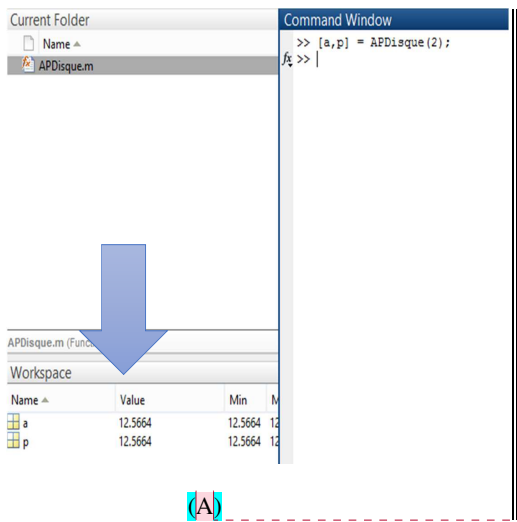 Current Folder
Name
APDisque.m
APDisque.m (Func
Workspace
Name Value Min M
a 12.5664 12.5664 12
p 12.5664 12.5664 12
Command Window
>> [a,p] = APDisque(2);
fx >>
(A)